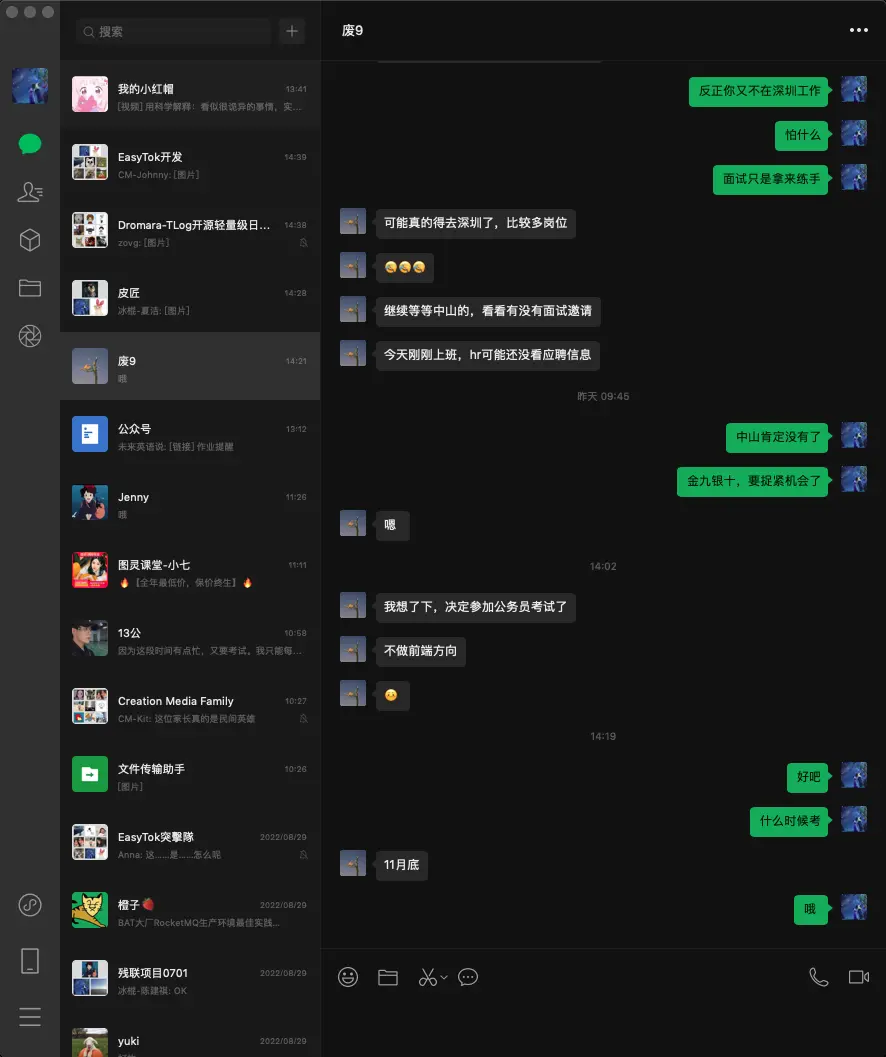 搜索
我的小红帽 13:41
[视频] 用科学解释：看似很诡异的事情，实...
EasyTok开发 14:39
CM-Johnny: [图片]
Dromara-TLog开源轻量级日... 14:38
zovg: [图片]
皮匠 14:28
冰棍-夏洁: [图片]
废9 14:21
哦
公众号 13:12
未来英语说: [链接] 作业提醒
Jenny 11:26
哦
图灵课堂-小七 11:11
🔥【全年最低价，保价终生】🔥
13公 10:58
因为这段时间有点忙，又要考试。我只能每...
Creation Media Family 10:27
CM-Kit: 这位家长真的是民间英雄
文件传输助手 10:26
[图片]
EasyTok突擊隊 2022/08/29
Anna: 这……是……怎么呢
橙子🍓 2022/08/29
BAT大厂RocketMQ生产环境最佳实践...
残联项目0701 2022/08/29
冰棍-陈建祺: OK
yuki 2022/08/29
废9
反正你又不在深圳工作
怕什么
面试只是拿来练手
可能真的得去深圳了，比较多岗位
继续等等中山的，看看有没有面试邀请
今天刚刚上班，hr可能还没看应聘信息
昨天 09:45
中山肯定没有了
金九银十，要捉紧机会了
嗯
14:02
我想了下，决定参加公务员考试了
不做前端方向
14:19
好吧
什么时候考
11月底
哦